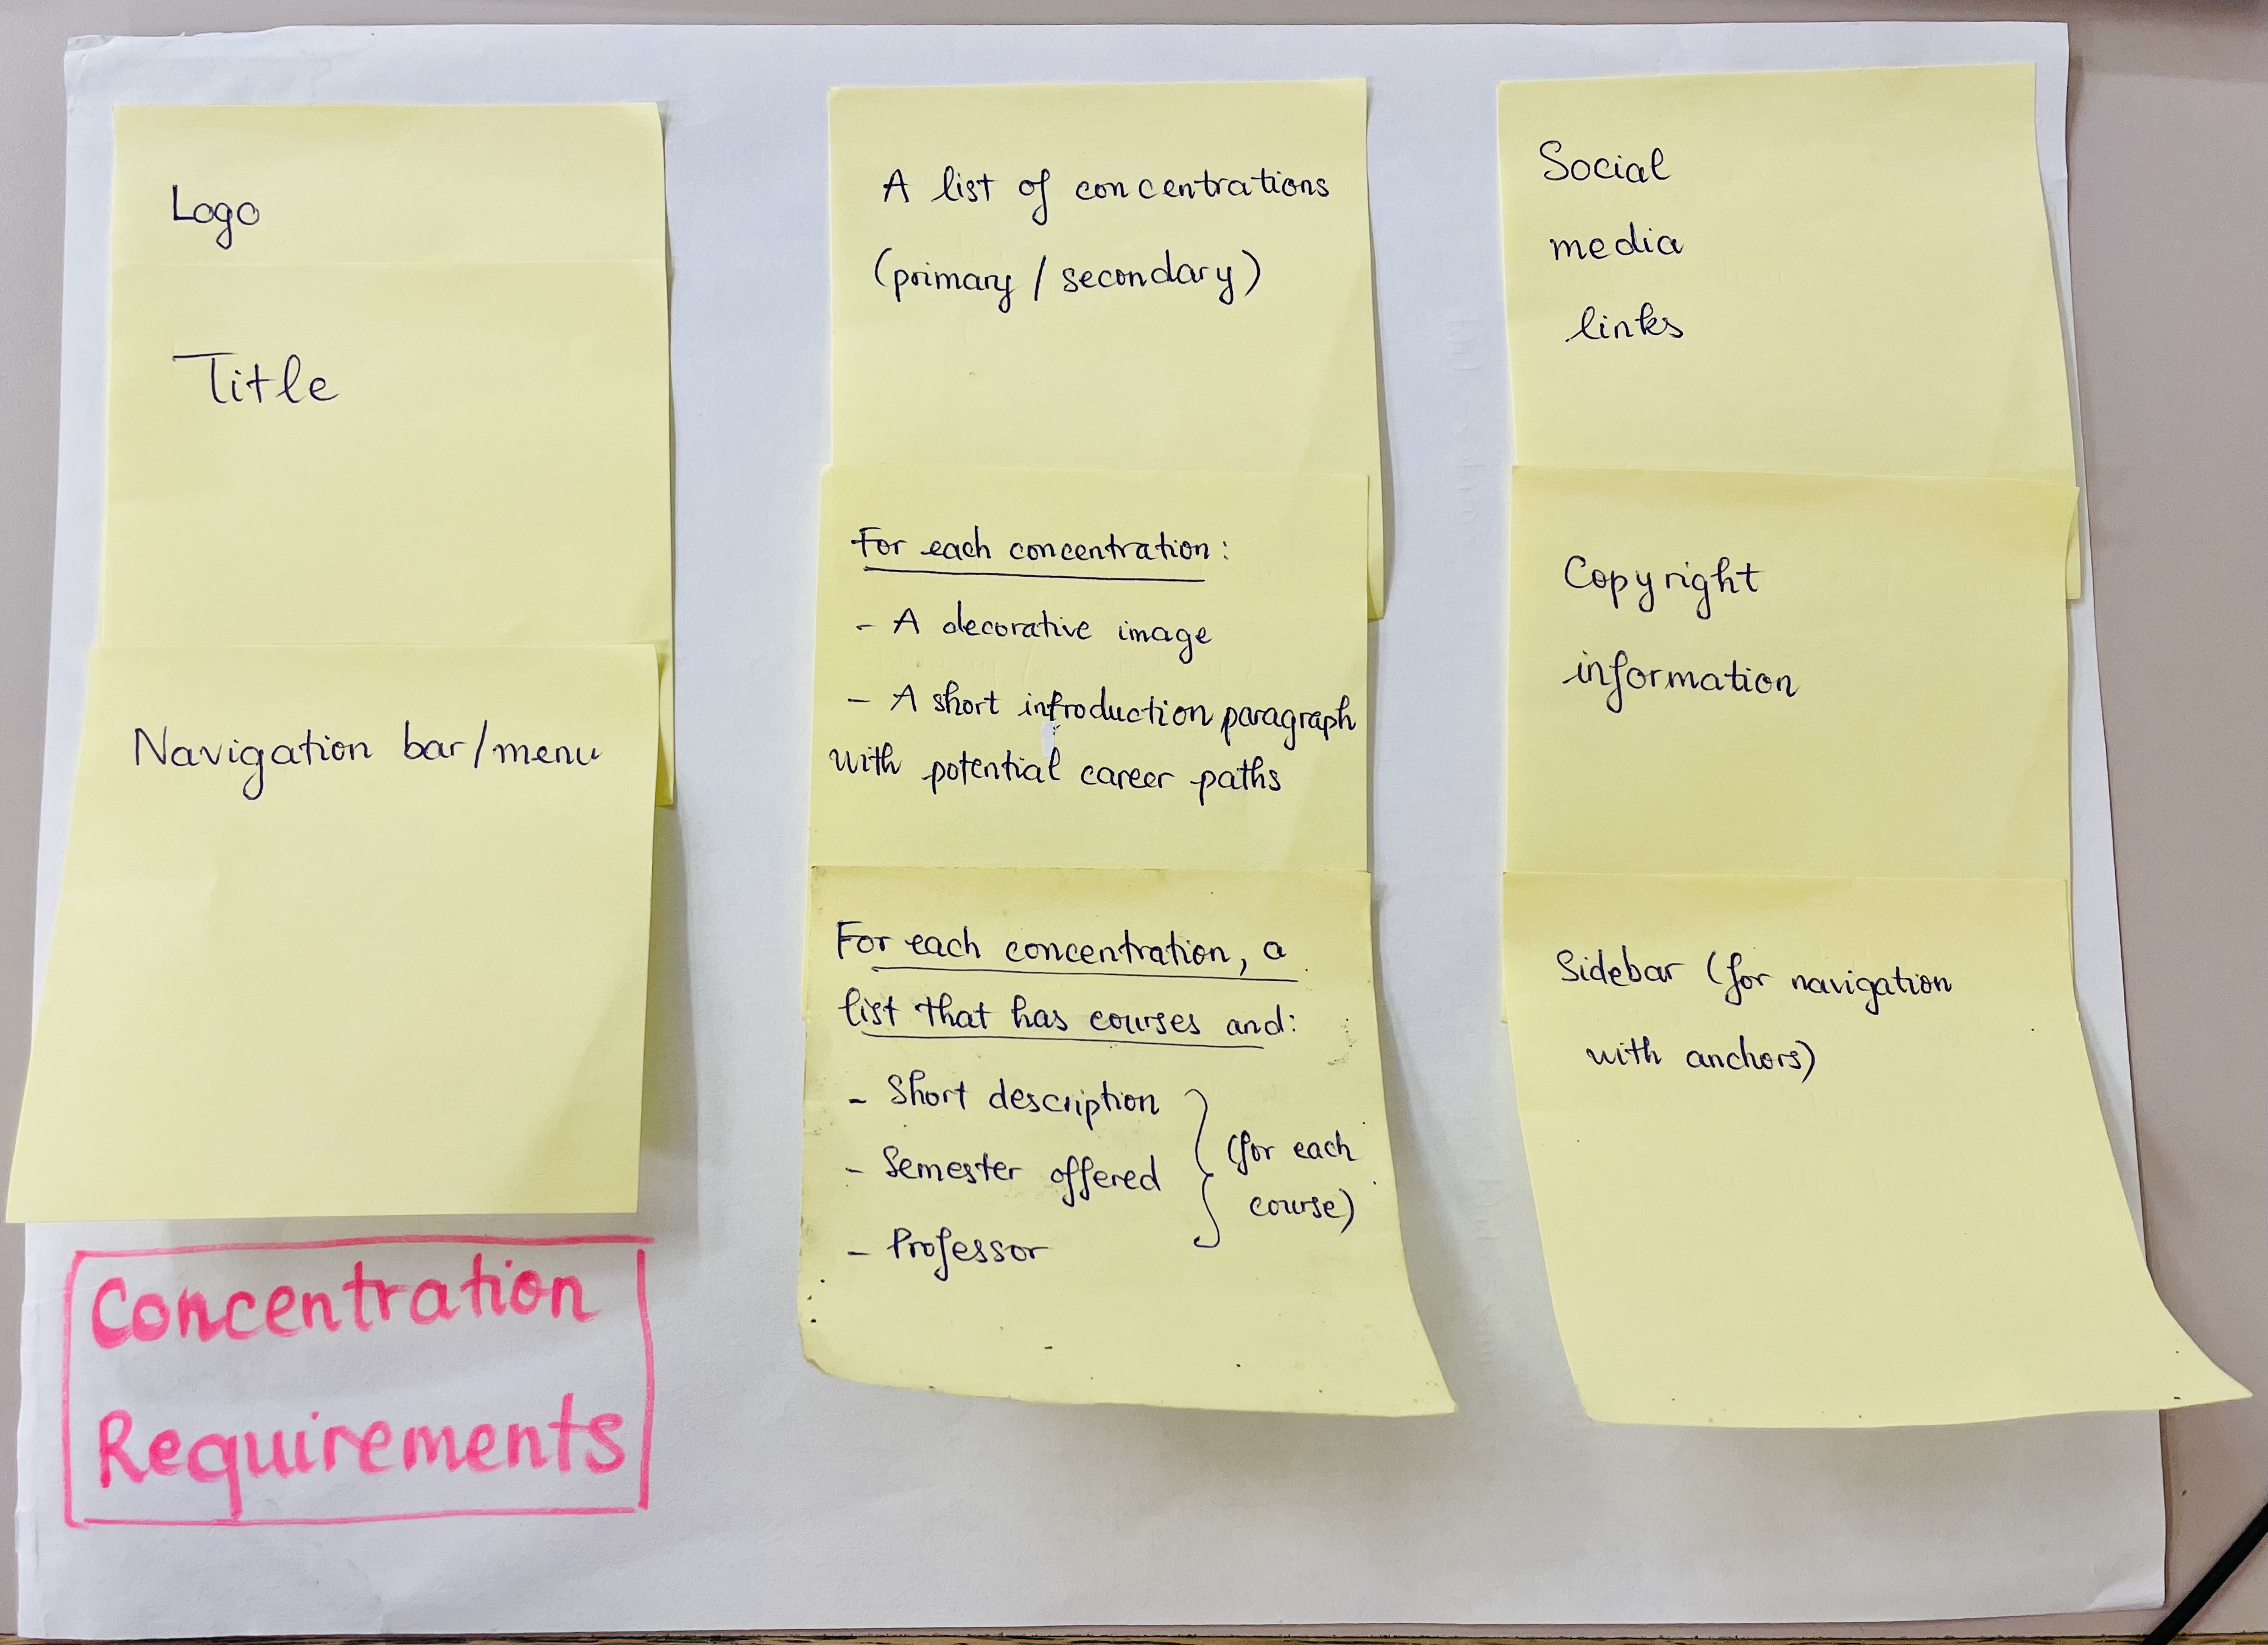 Logo
Title
Navigation bar/menu
Concentration
Requirements
A list of concentrations
(primary / secondary)
For each concentration:
- A decorative image
- A short introduction paragraph
with potential career paths
For each concentration, a
list that has courses and:
- Short description
- Semester offered
- Professor
(for each
course)
Social
media
links
Copyright
information
Sidebar (for navigation
with anchors)